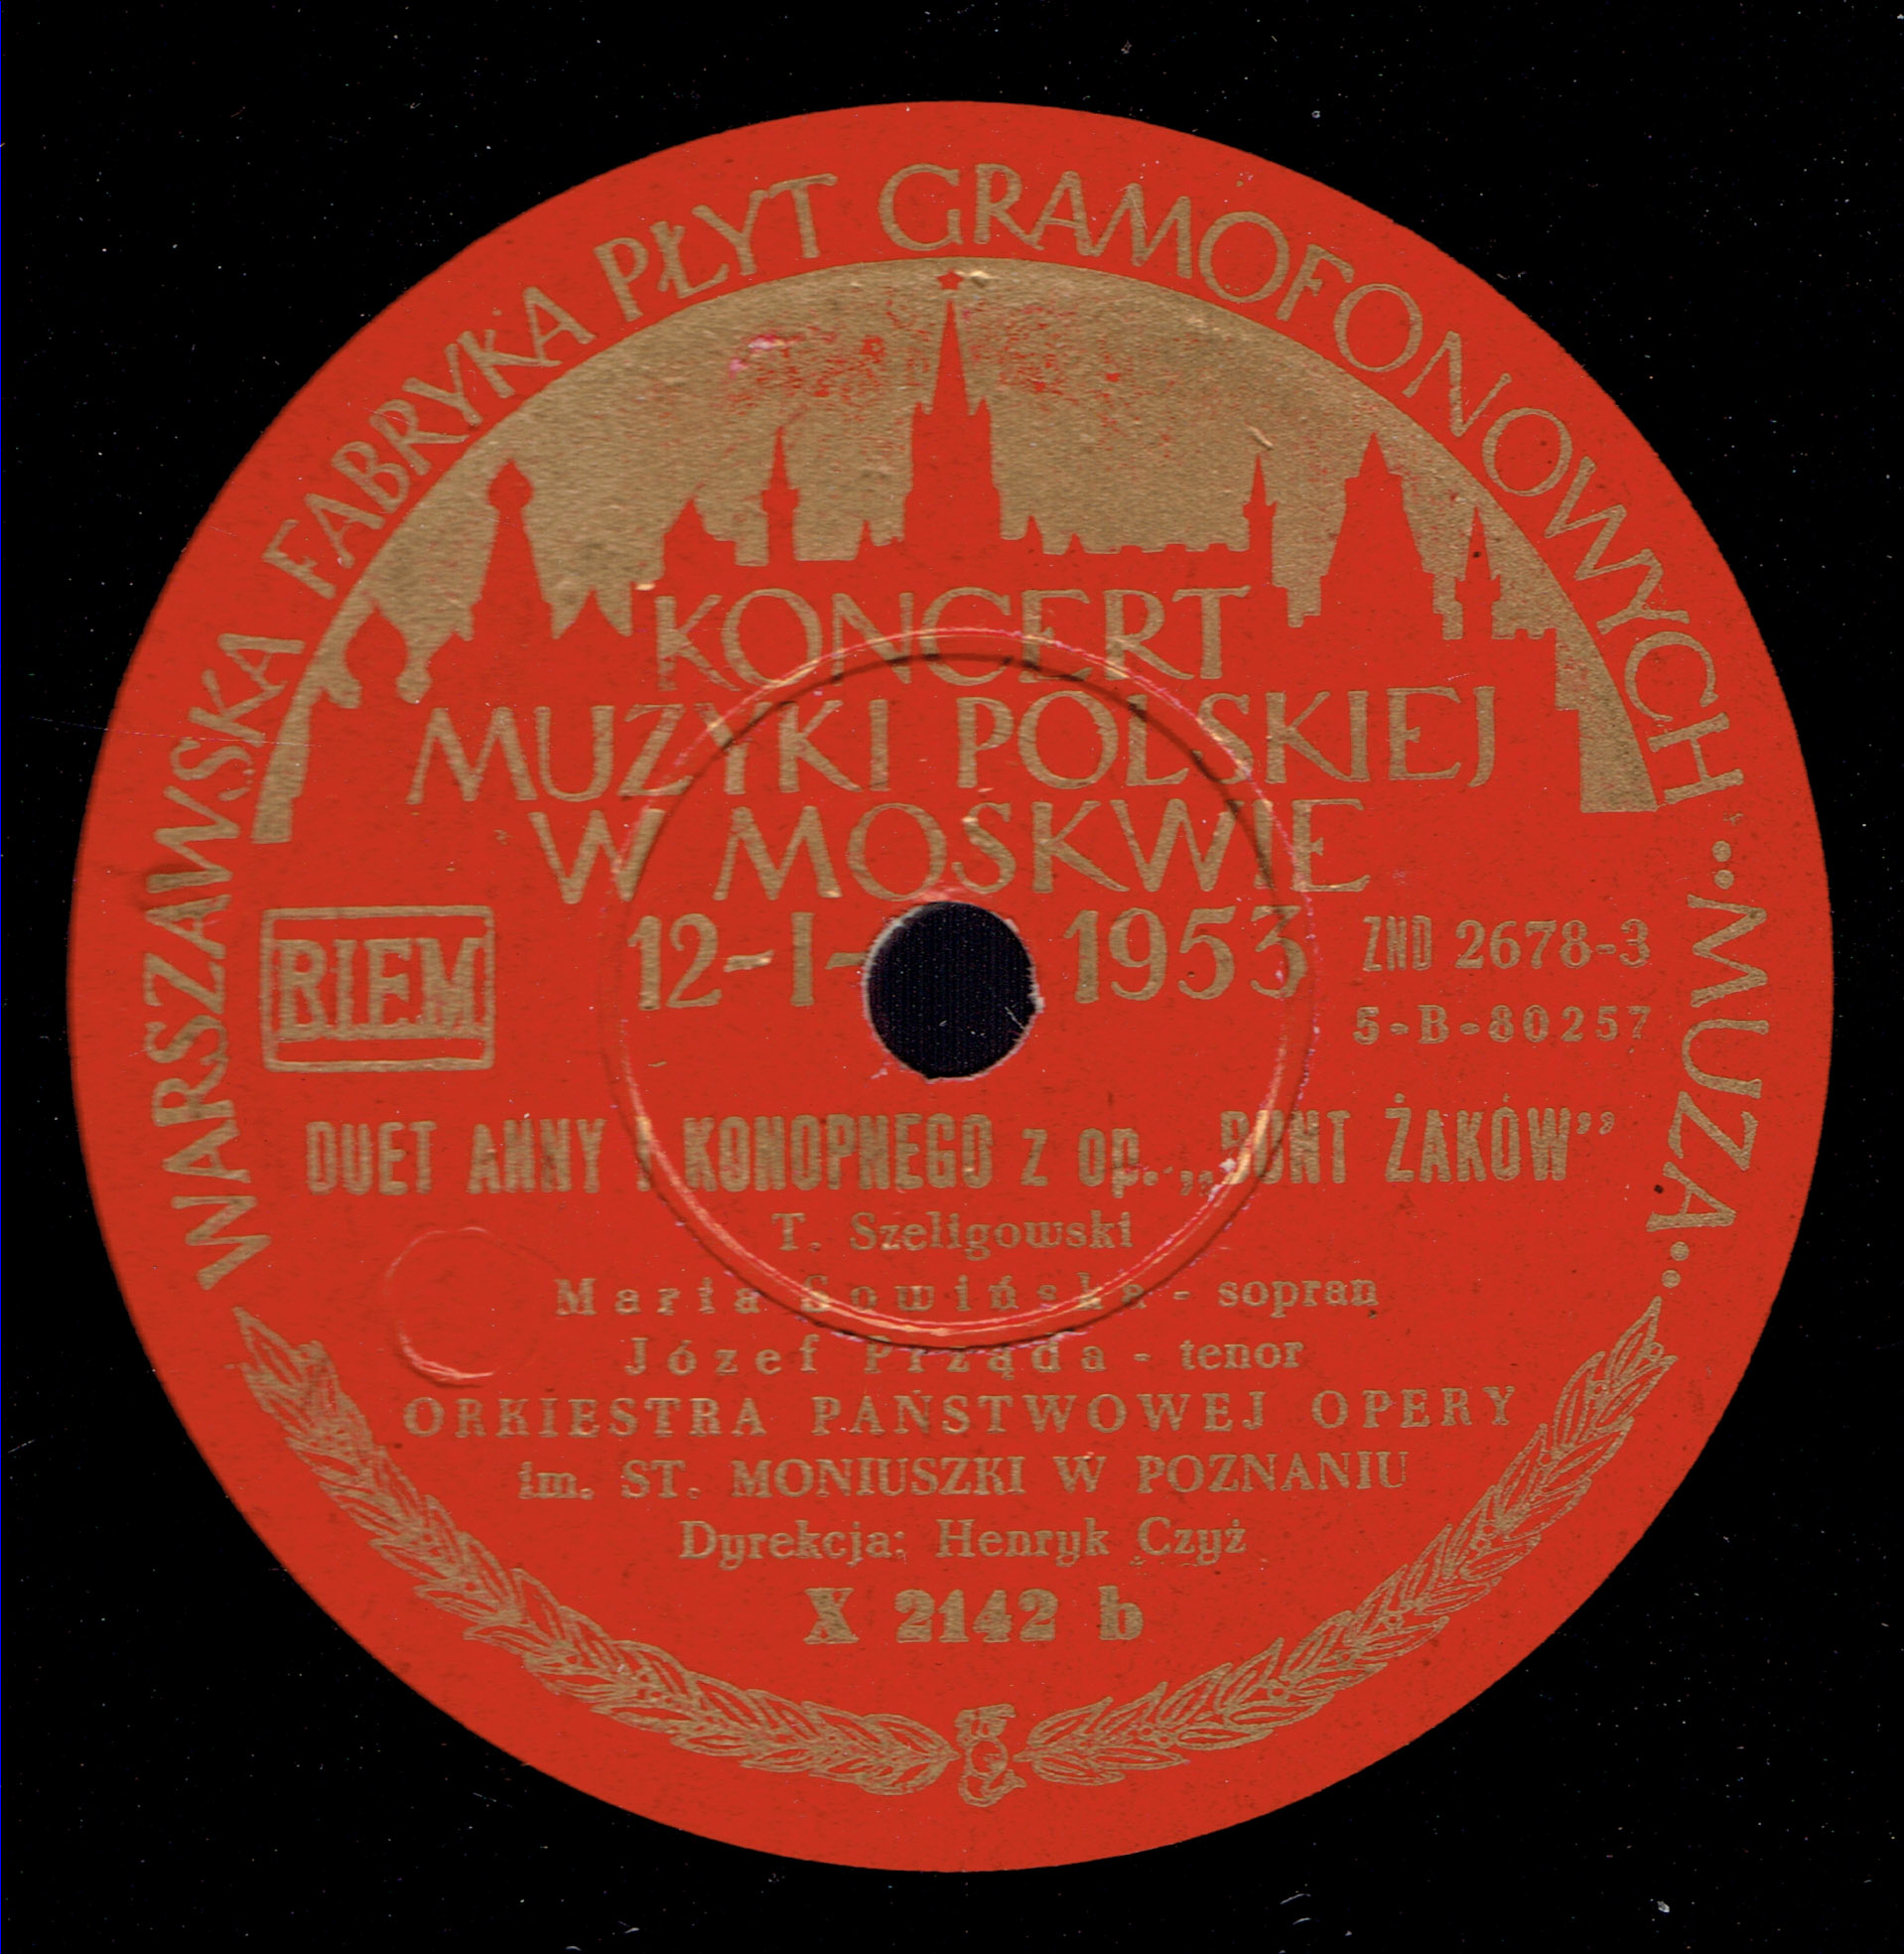 WARSZAWSKA FABRYKA PŁYT GRAMOFONOWYCH „MUZA"
KONCERT
MUZYKI POLSKIEJ
W MOSKWIE
12-I- 1953
BIEM
ZND 2678-3
5-B-80257
DUET ANNY i KONOPNEGO z op. „BUNT ŻAKÓW”
T. Szeligowski
Maria Sowińska - sopran
Józef Prząda - tenor
ORKIESTRA PAŃSTWOWEJ OPERY
im. ST. MONIUSZKI W POZNANIU
Dyrekcja: Henryk Czyż
X 2142 b